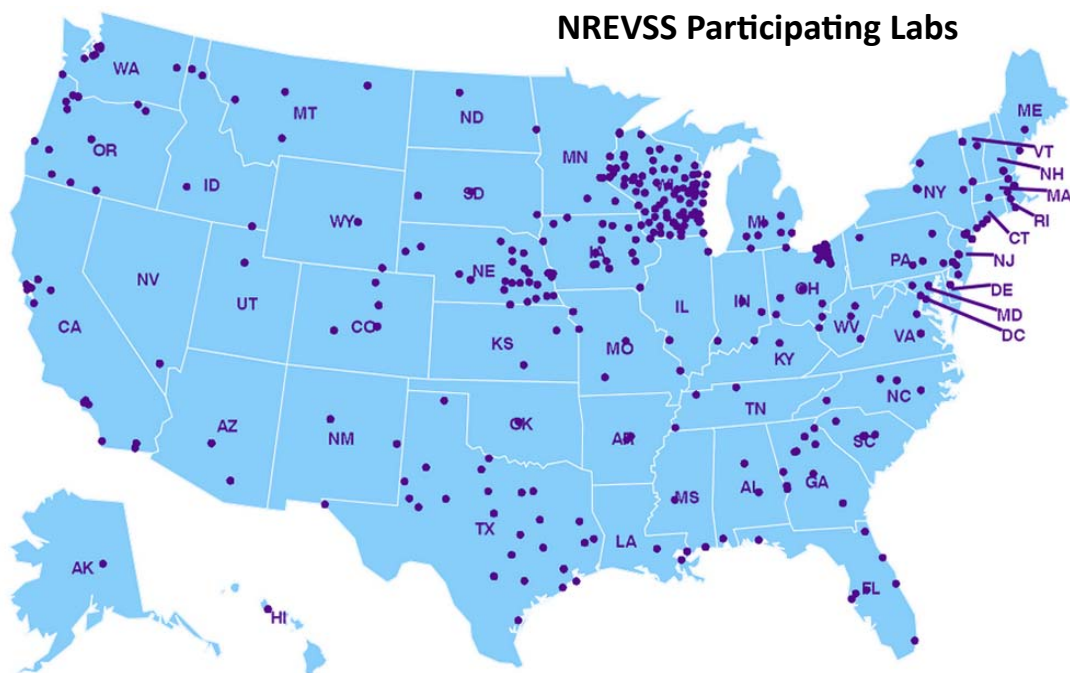 NREVSS Participating Labs
WA
MT
ND
MN
WI
MI
ME
VT
NH
MA
RI
CT
NJ
DE
MD
DC
OR
ID
WY
SD
NE
IA
IL
IN
OH
PA
NY
NV
UT
CO
KS
MO
KY
WV
VA
CA
AZ
NM
OK
AR
TN
NC
SC
TX
LA
MS
AL
GA
FL
AK
HI